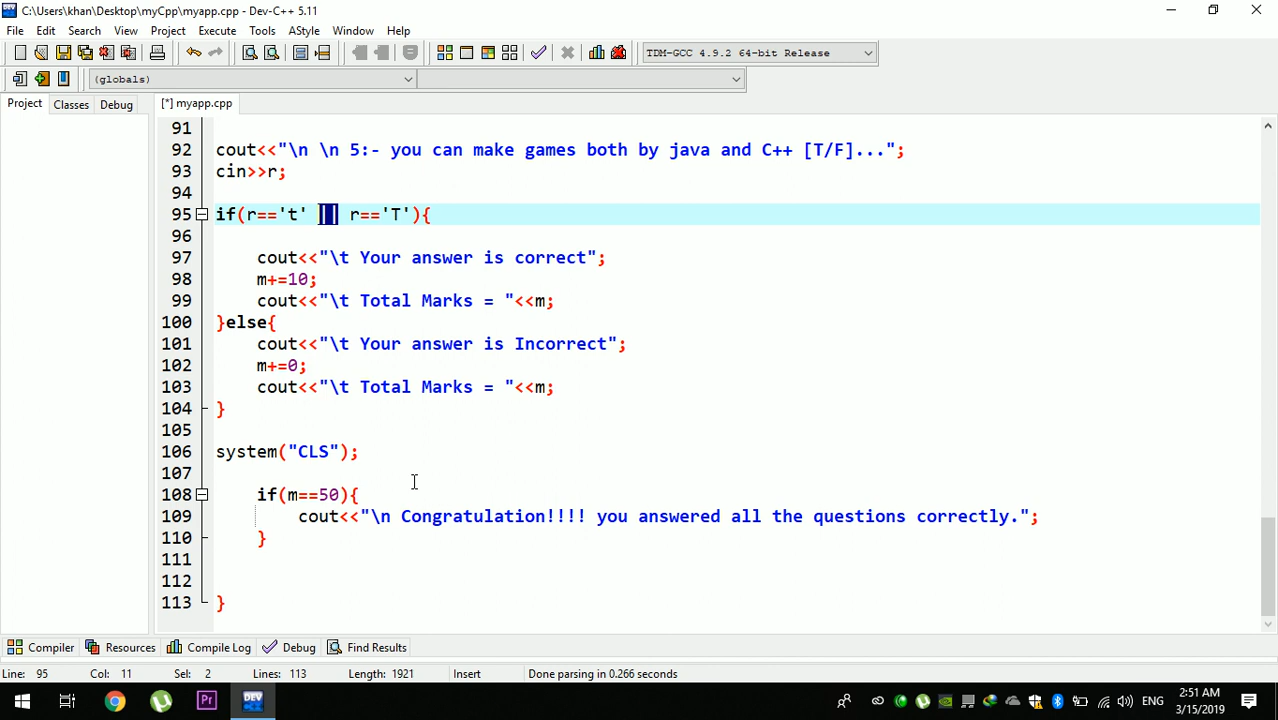 C:\Users\khan\Desktop\myCpp\myapp.cpp - Dev-C++ 5.11
File Edit Search View Project Execute Tools AStyle Window Help
TDM-GCC 4.9.2 64-bit Release
(globals)
Project Classes Debug [*] myapp.cpp
91
92 cout<<"\n \n 5:- you can make games both by java and C++ [T/F]...";
93 cin>>r;
94
95 if(r=='t' || r=='T'){
96
97 cout<<"\t Your answer is correct";
98 m+=10;
99 cout<<"\t Total Marks = "<<m;
100 }else{
101 cout<<"\t Your answer is Incorrect";
102 m+=0;
103 cout<<"\t Total Marks = "<<m;
104 }
105
106 system("CLS");
107
108 if(m==50){
109 cout<<"\n Congratulation!!!! you answered all the questions correctly.";
110 }
111
112
113 }
Compiler Resources Compile Log Debug Find Results
Line: 95 Col: 11 Sel: 2 Lines: 113 Length: 1921 Insert Done parsing in 0.266 seconds
Pr DEV ENG 2:51 AM
3/15/2019